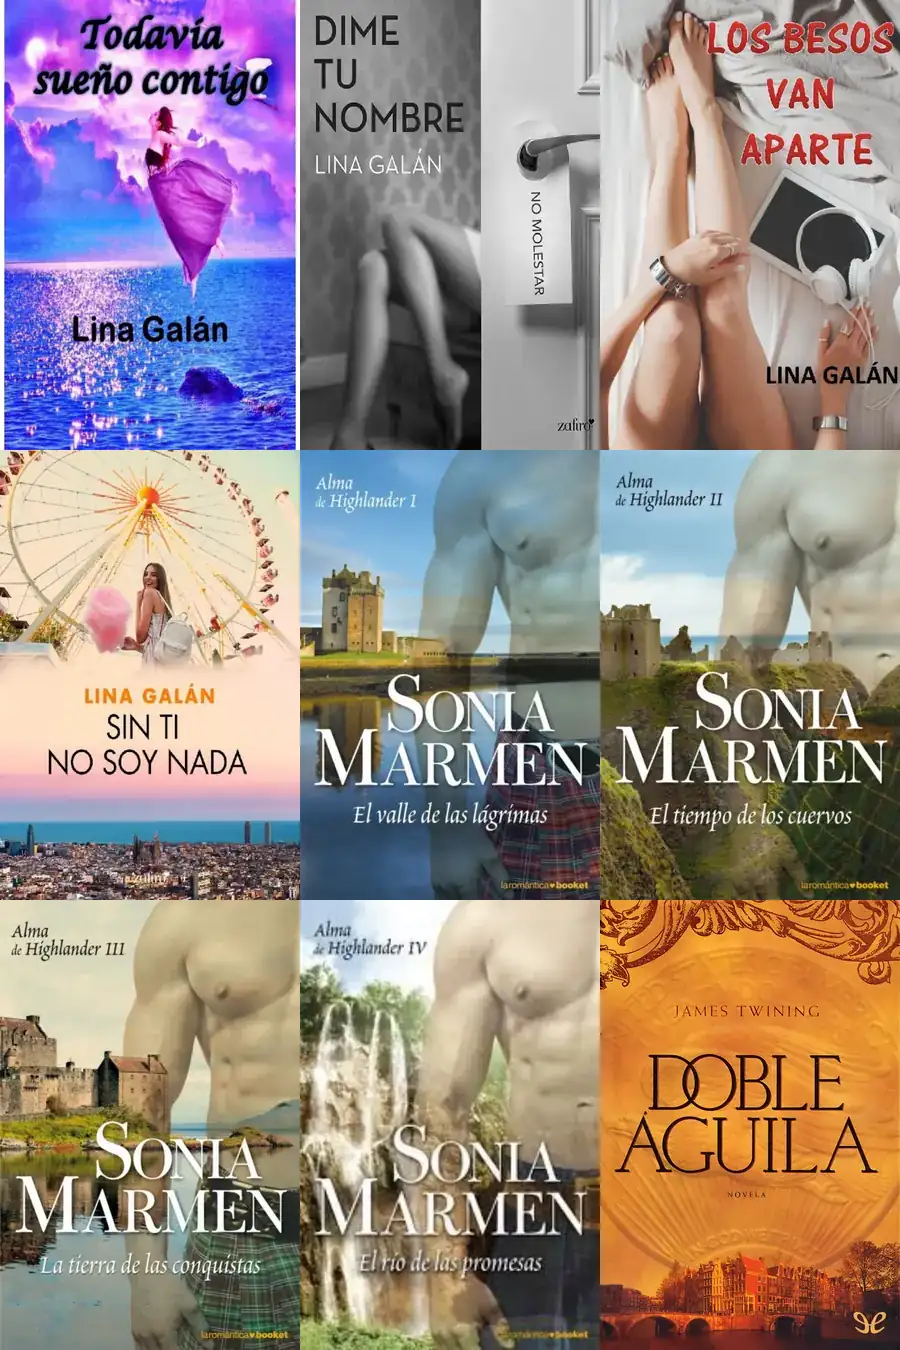 Todavía
sueño contigo
Lina Galán
DIME
TU
NOMBRE
LINA GALÁN
NO MOLESTAR
zafiro
LOS BESOS
VAN
APARTE
LINA GALÁN
LINA GALÁN
SIN TI
NO SOY NADA
zafiro
Alma
de Highlander I
SONIA
MARMEN
El valle de las lágrimas
laromántica booket
Alma
de Highlander II
SONIA
MARMEN
El tiempo de los cuervos
laromántica booket
Alma
de Highlander III
SONIA
MARMEN
La tierra de las conquistas
laromántica booket
Alma
de Highlander IV
SONIA
MARMEN
El río de las promesas
laromántica booket
JAMES TWINING
DOBLE
ÁGUILA
NOVELA